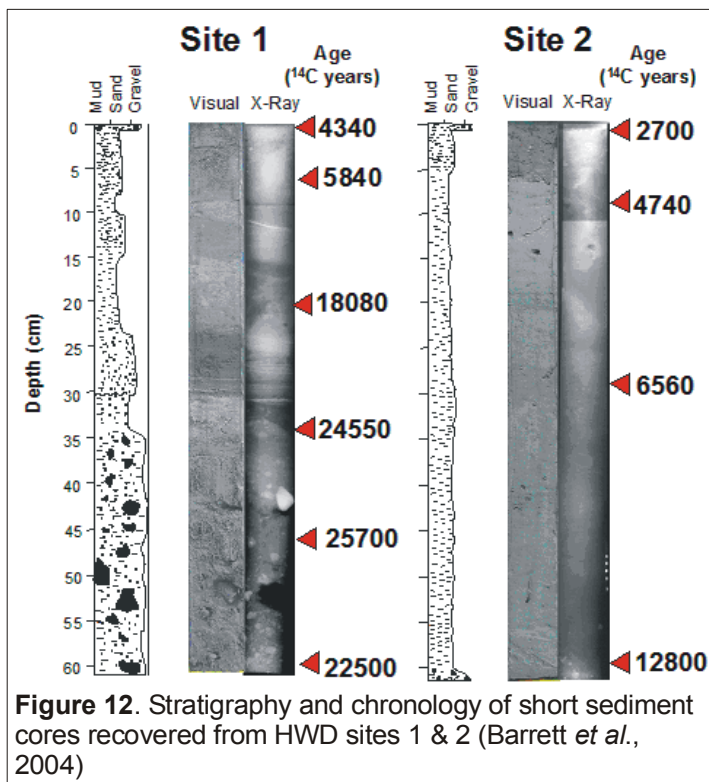 Site 1
Age
(14C years)
Mud
Sand
Gravel
Visual X-Ray
Depth (cm)
0
5
10
15
20
25
30
35
40
45
50
55
60
4340
5840
18080
24550
25700
22500
Site 2
Age
(14C years)
Mud
Sand
Gravel
Visual X-Ray
2700
4740
6560
12800
Figure 12. Stratigraphy and chronology of short sediment
cores recovered from HWD sites 1 & 2 (Barrett et al.,
2004)